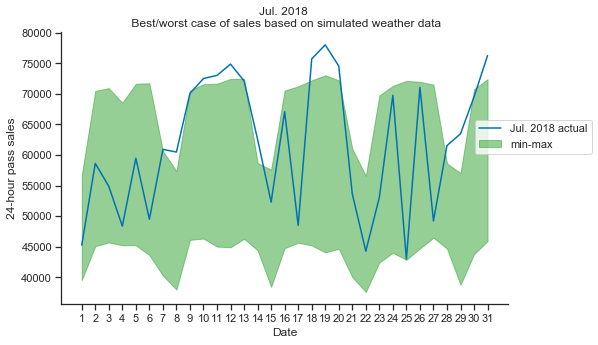 Jul. 2018
Best/worst case of sales based on simulated weather data
80000
75000
70000
65000
60000
55000
50000
45000
40000
24-hour pass sales
Jul. 2018 actual
min-max
1 2 3 4 5 6 7 8 9 10 11 12 13 14 15 16 17 18 19 20 21 22 23 24 25 26 27 28 29 30 31
Date